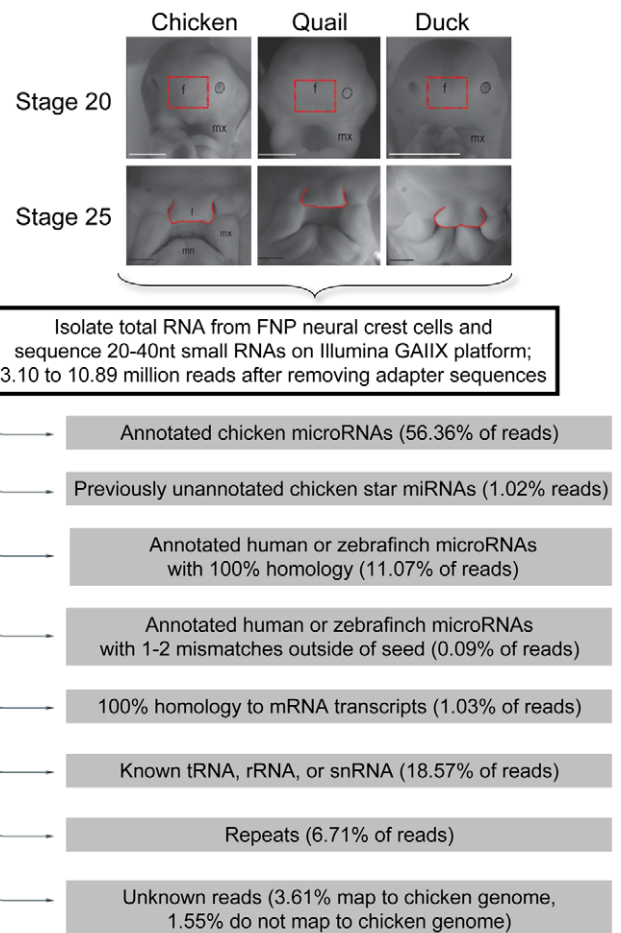 Chicken Quail Duck
Stage 20
f f f
mx mx mx
Stage 25
f
mx
mn
Isolate total RNA from FNP neural crest cells and
sequence 20-40nt small RNAs on Illumina GAIIX platform;
3.10 to 10.89 million reads after removing adapter sequences
Annotated chicken microRNAs (56.36% of reads)
Previously unannotated chicken star miRNAs (1.02% reads)
Annotated human or zebrafinch microRNAs
with 100% homology (11.07% of reads)
Annotated human or zebrafinch microRNAs
with 1-2 mismatches outside of seed (0.09% of reads)
100% homology to mRNA transcripts (1.03% of reads)
Known tRNA, rRNA, or snRNA (18.57% of reads)
Repeats (6.71% of reads)
Unknown reads (3.61% map to chicken genome,
1.55% do not map to chicken genome)